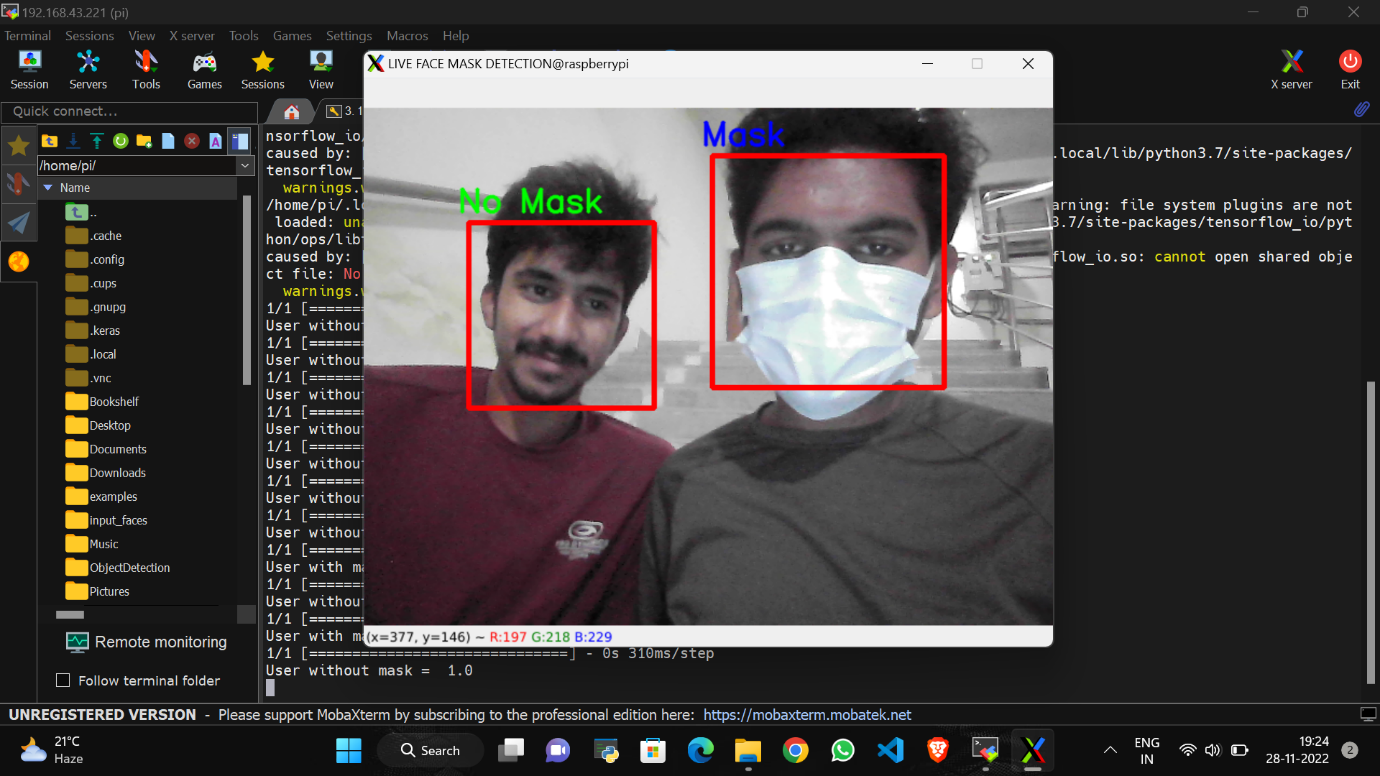 192.168.43.221 (pi)
Terminal Sessions View X server Tools Games Settings Macros Help
Session Servers Tools Games Sessions View X server Exit
Quick connect...
3. 1
LIVE FACE MASK DETECTION@raspberrypi
/home/pi/
Name
..
.cache
.config
.cups
.gnupg
.keras
.local
.vnc
Bookshelf
Desktop
Documents
Downloads
examples
input_faces
Music
ObjectDetection
Pictures
Remote monitoring
Follow terminal folder
nsorflow_io,
caused by: .local/lib/python3.7/site-packages/
tensorflow_
warnings.w
/home/pi/.l arning: file system plugins are not
loaded: una 3.7/site-packages/tensorflow_io/pyt
hon/ops/lib
caused by: flow_io.so: cannot open shared obje
ct file: No
warnings.w
1/1 [======
User without
1/1 [======
User without
1/1 [======
User without
1/1 [======
User without
1/1 [======
User without
1/1 [======
User without
1/1 [======
User without
1/1 [======
User with ma
1/1 [======
User without
1/1 [======
User with ma
1/1 [==============================] - 0s 310ms/step
User without mask = 1.0
No Mask
Mask
(x=377, y=146) ~ R:197 G:218 B:229
UNREGISTERED VERSION - Please support MobaXterm by subscribing to the professional edition here: https://mobaxterm.mobatek.net
21°C
Haze
Search
ENG
IN
19:24
28-11-2022
2